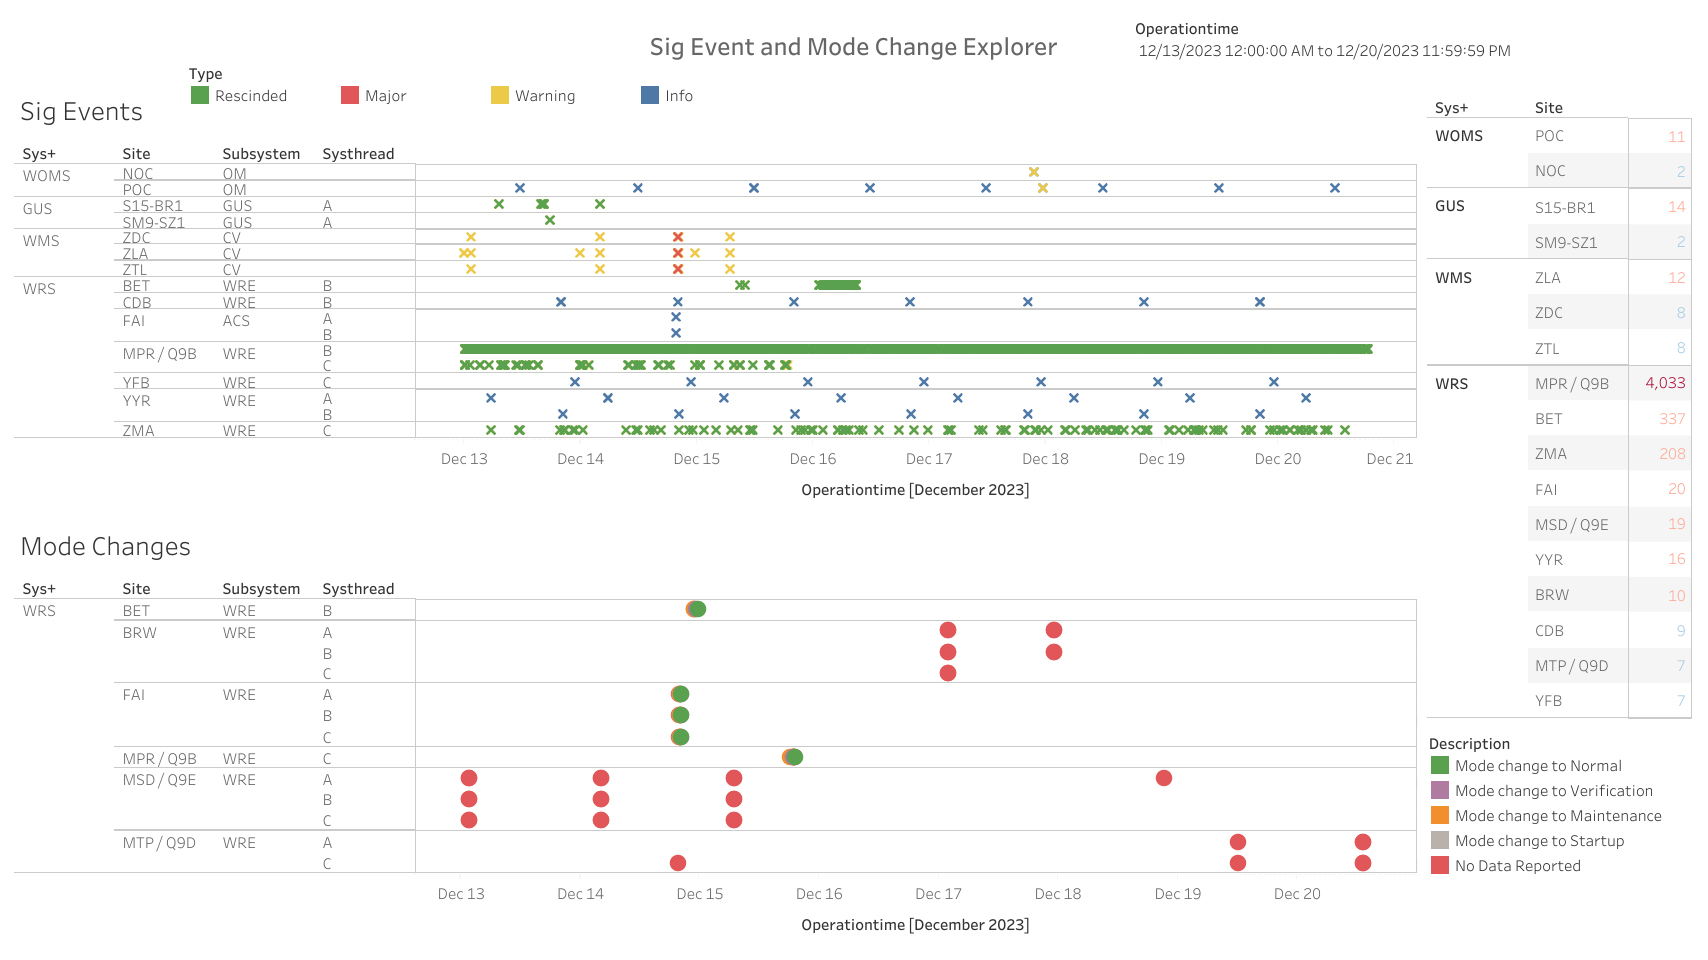 Sig Event and Mode Change Explorer
Operationtime
12/13/2023 12:00:00 AM to 12/20/2023 11:59:59 PM
Type
Rescinded Major Warning Info
Sig Events
Sys+ Site Subsystem Systhread
WOMS NOC OM
POC OM
GUS S15-BR1 GUS A
SM9-SZ1 GUS A
WMS ZDC CV
ZLA CV
ZTL CV
WRS BET WRE B
CDB WRE B
FAI ACS A
B
MPR / Q9B WRE B
C
YFB WRE C
YYR WRE A
B
ZMA WRE C
Dec 13 Dec 14 Dec 15 Dec 16 Dec 17 Dec 18 Dec 19 Dec 20 Dec 21
Operationtime [December 2023]
Mode Changes
Sys+ Site Subsystem Systhread
WRS BET WRE B
BRW WRE A
B
C
FAI WRE A
B
C
MPR / Q9B WRE C
MSD / Q9E WRE A
B
C
MTP / Q9D WRE A
C
Dec 13 Dec 14 Dec 15 Dec 16 Dec 17 Dec 18 Dec 19 Dec 20
Operationtime [December 2023]
Sys+ Site
WOMS POC 11
NOC 2
GUS S15-BR1 14
SM9-SZ1 2
WMS ZLA 12
ZDC 8
ZTL 8
WRS MPR / Q9B 4,033
BET 337
ZMA 208
FAI 20
MSD / Q9E 19
YYR 16
BRW 10
CDB 9
MTP / Q9D 7
YFB 7
Description
Mode change to Normal
Mode change to Verification
Mode change to Maintenance
Mode change to Startup
No Data Reported